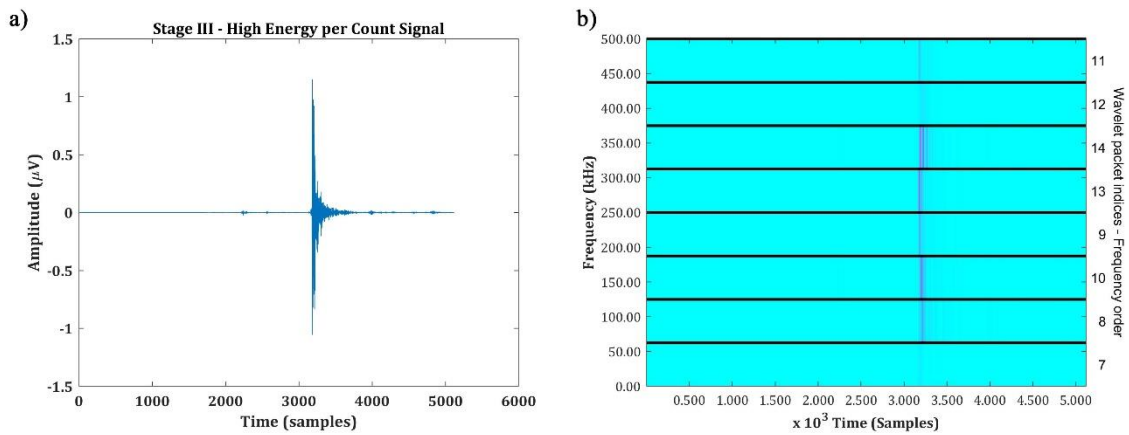 a)
Stage III - High Energy per Count Signal
1.5
1
0.5
0
-0.5
-1
-1.5
Amplitude (μV)
0 1000 2000 3000 4000 5000 6000
Time (samples)
b)
500.00
450.00
400.00
350.00
300.00
250.00
200.00
150.00
100.00
50.00
0.00
Frequency (kHz)
0.500 1.000 1.500 2.000 2.500 3.000 3.500 4.000 4.500 5.000
x 10³ Time (Samples)
11
12
14
13
9
10
8
7
Wavelet packet indices - Frequency order